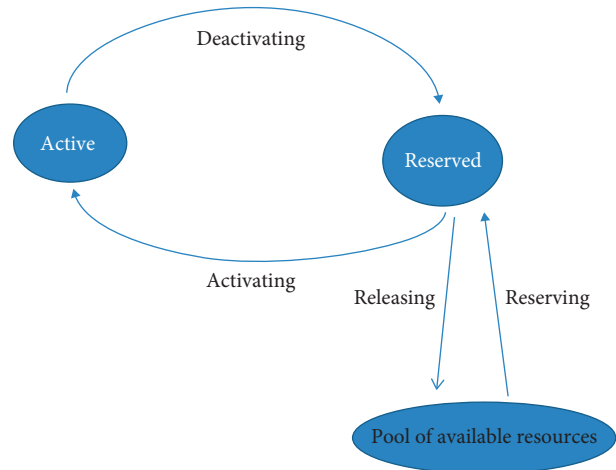 Deactivating
Active
Reserved
Activating
Releasing
Reserving
Pool of available resources